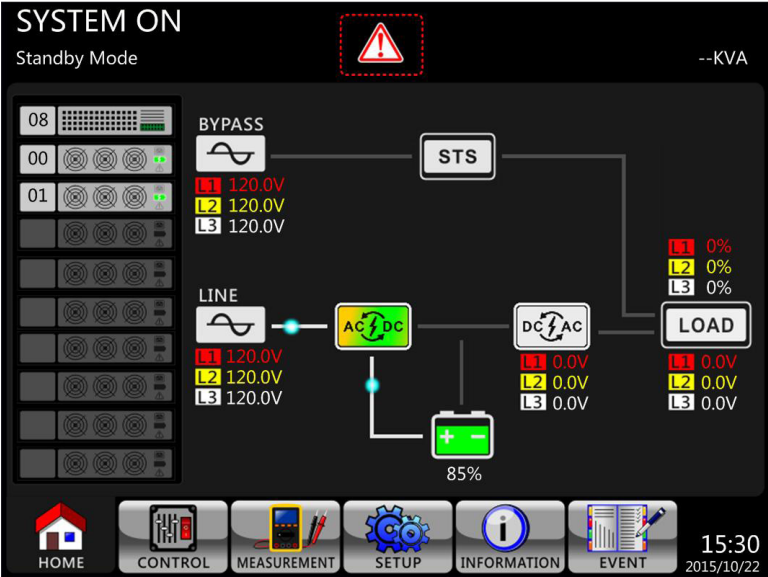 SYSTEM ON
Standby Mode
--KVA
08
00
01
BYPASS
L1 120.0V
L2 120.0V
L3 120.0V
STS
L1 0%
L2 0%
L3 0%
LINE
L1 120.0V
L2 120.0V
L3 120.0V
AC DC
DC AC
L1 0.0V
L2 0.0V
L3 0.0V
LOAD
L1 0.0V
L2 0.0V
L3 0.0V
+ −
85%
HOME
CONTROL
MEASUREMENT
SETUP
INFORMATION
EVENT
15:30
2015/10/22